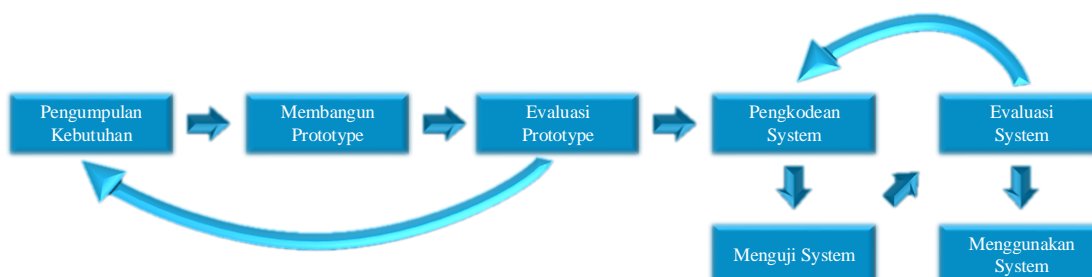 Pengumpulan
Kebutuhan
Membangun
Prototype
Evaluasi
Prototype
Pengkodean
System
Evaluasi
System
Menguji System
Menggunakan
System